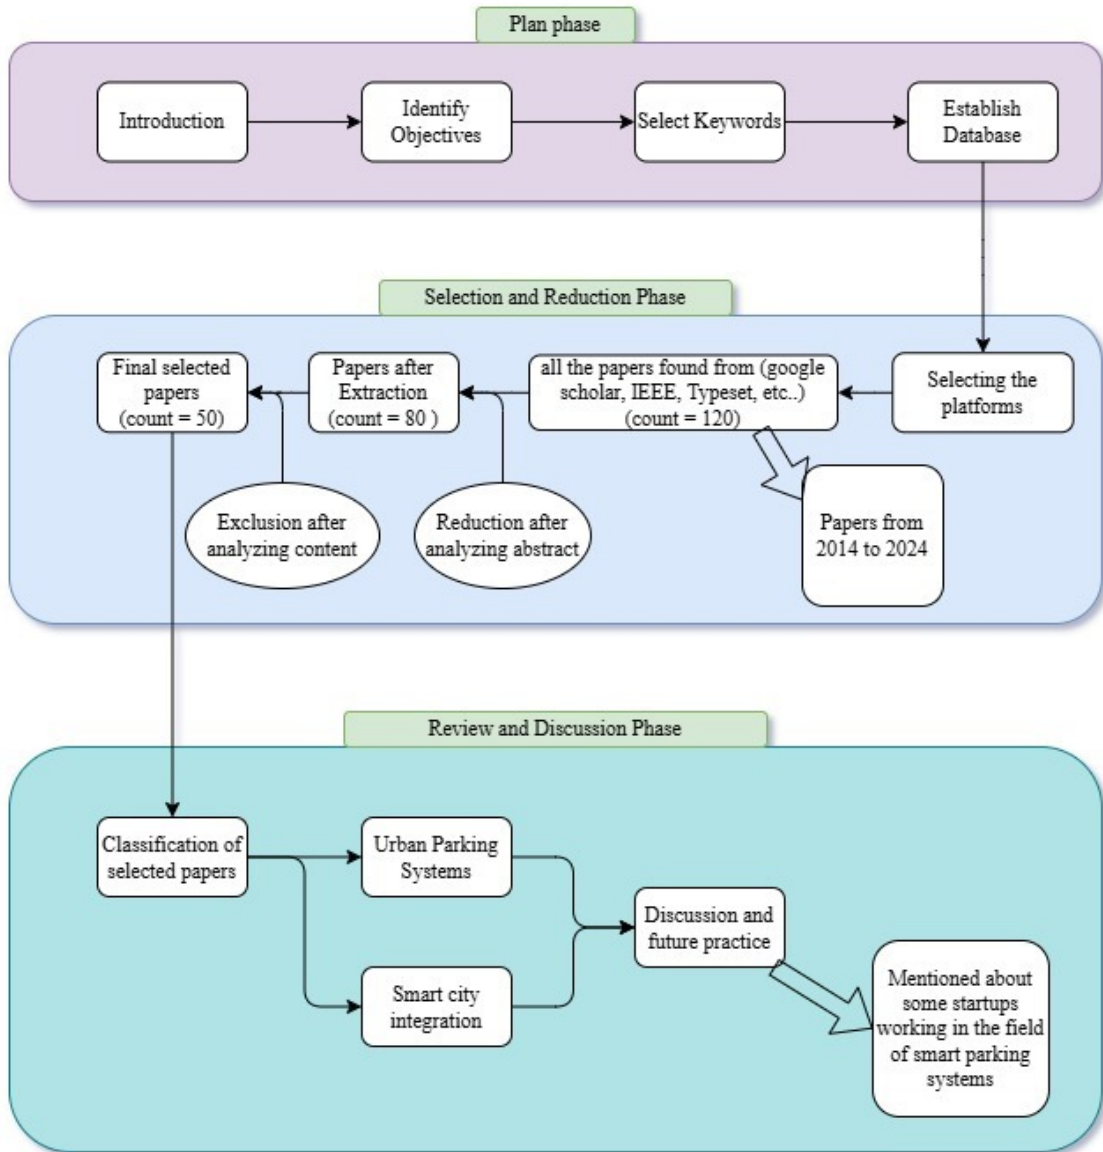 Plan phase
Introduction
Identify
Objectives
Select Keywords
Establish
Database
Selection and Reduction Phase
Final selected
papers
(count = 50)
Papers after
Extraction
(count = 80 )
all the papers found from (google
scholar, IEEE, Typeset, etc..)
(count = 120)
Selecting the
platforms
Exclusion after
analyzing content
Reduction after
analyzing abstract
Papers from
2014 to 2024
Review and Discussion Phase
Classification of
selected papers
Urban Parking
Systems
Smart city
integration
Discussion and
future practice
Mentioned about
some startups
working in the field
of smart parking
systems